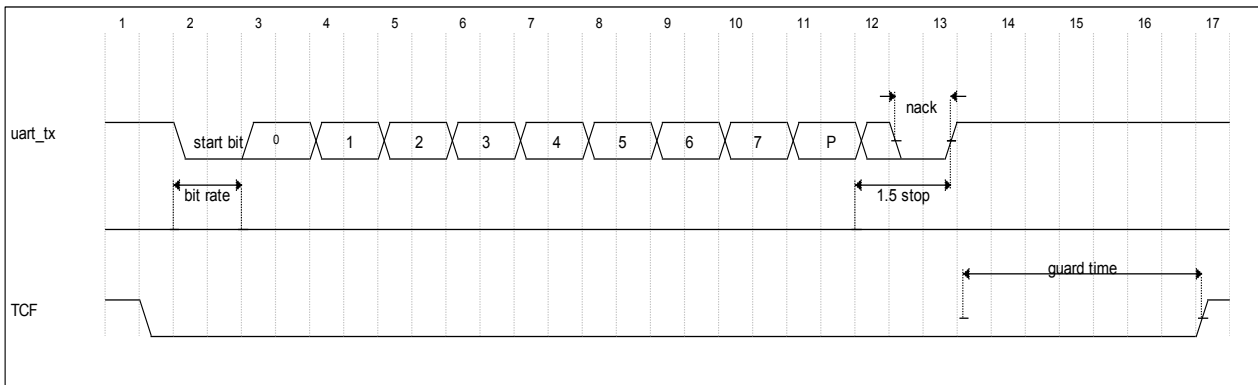 1 2 3 4 5 6 7 8 9 10 11 12 13 14 15 16 17
nack
uart_tx start bit 0 1 2 3 4 5 6 7 P
bit rate 1.5 stop
guard time
TCF